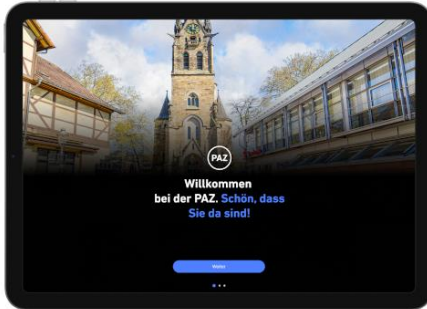 PAZ
Willkommen
bei der PAZ. Schön, dass
Sie da sind!
Weiter